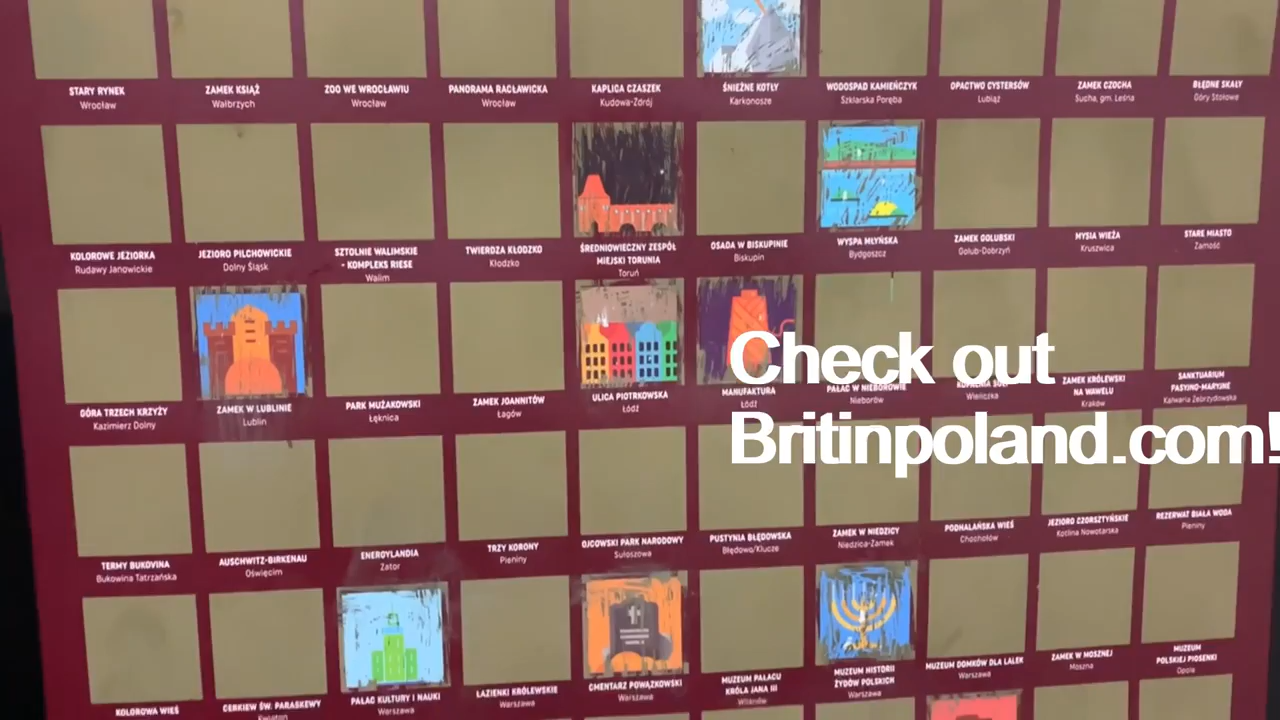 STARY RYNEK
Wrocław
ZAMEK KSIĄŻ
Wałbrzych
ZOO WE WROCŁAWIU
Wrocław
PANORAMA RACŁAWICKA
Wrocław
KAPLICA CZASZEK
Kudowa-Zdrój
ŚNIEŻNE KOTŁY
Karkonosze
WODOSPAD KAMIEŃCZYK
Szklarska Poręba
OPACTWO CYSTERSÓW
Lubiąż
ZAMEK CZOCHA
Sucha, gm. Leśna
BŁĘDNE SKAŁY
Góry Stołowe
KOLOROWE JEZIORKA
Rudawy Janowickie
JEZIORO PILCHOWICKIE
Dolny Śląsk
SZTOLNIE WALIMSKIE
- KOMPLEKS RIESE
Walim
TWIERDZA KŁODZKO
Kłodzko
ŚREDNIOWIECZNY ZESPÓŁ
MIEJSKI TORUNIA
Toruń
OSADA W BISKUPINIE
Biskupin
WYSPA MŁYŃSKA
Bydgoszcz
ZAMEK GOLUBSKI
Golub-Dobrzyń
MYSIA WIEŻA
Kruszwica
STARE MIASTO
Zamość
GÓRA TRZECH KRZYŻY
Kazimierz Dolny
ZAMEK W LUBLINIE
Lublin
PARK MUŻAKOWSKI
Łęknica
ZAMEK JOANNITÓW
Łagów
ULICA PIOTRKOWSKA
Łódź
MANUFAKTURA
Łódź
PAŁAC W NIEBOROWIE
Nieborów
KOPALNIA SOLI
Wieliczka
ZAMEK KRÓLEWSKI
NA WAWELU
Kraków
SANKTUARIUM
PASYJNO-MARYJNE
Kalwaria Zebrzydowska
Check out
Britinpoland.com!
TERMY BUKOVINA
Bukowina Tatrzańska
AUSCHWITZ-BIRKENAU
Oświęcim
ENERGYLANDIA
Zator
TRZY KORONY
Pieniny
OJCOWSKI PARK NARODOWY
Sułoszowa
PUSTYNIA BŁĘDOWSKA
Błędowo/Klucze
ZAMEK W NIEDZICY
Niedzica-Zamek
PODHALAŃSKA WIEŚ
Chochołów
JEZIORO CZORSZTYŃSKIE
Kotlina Nowotarska
REZERWAT BIAŁA WODA
Pieniny
KOLOROWA WIEŚ
CERKIEW ŚW. PARASKEWY
Kwiatoń
PAŁAC KULTURY I NAUKI
Warszawa
ŁAZIENKI KRÓLEWSKIE
Warszawa
CMENTARZ POWĄZKOWSKI
Warszawa
MUZEUM PAŁACU
KRÓLA JANA III
Wilanów
MUZEUM HISTORII
ŻYDÓW POLSKICH
Warszawa
MUZEUM DOMKÓW DLA LALEK
Warszawa
ZAMEK W MOSZNEJ
Moszna
MUZEUM
POLSKIEJ PIOSENKI
Opole